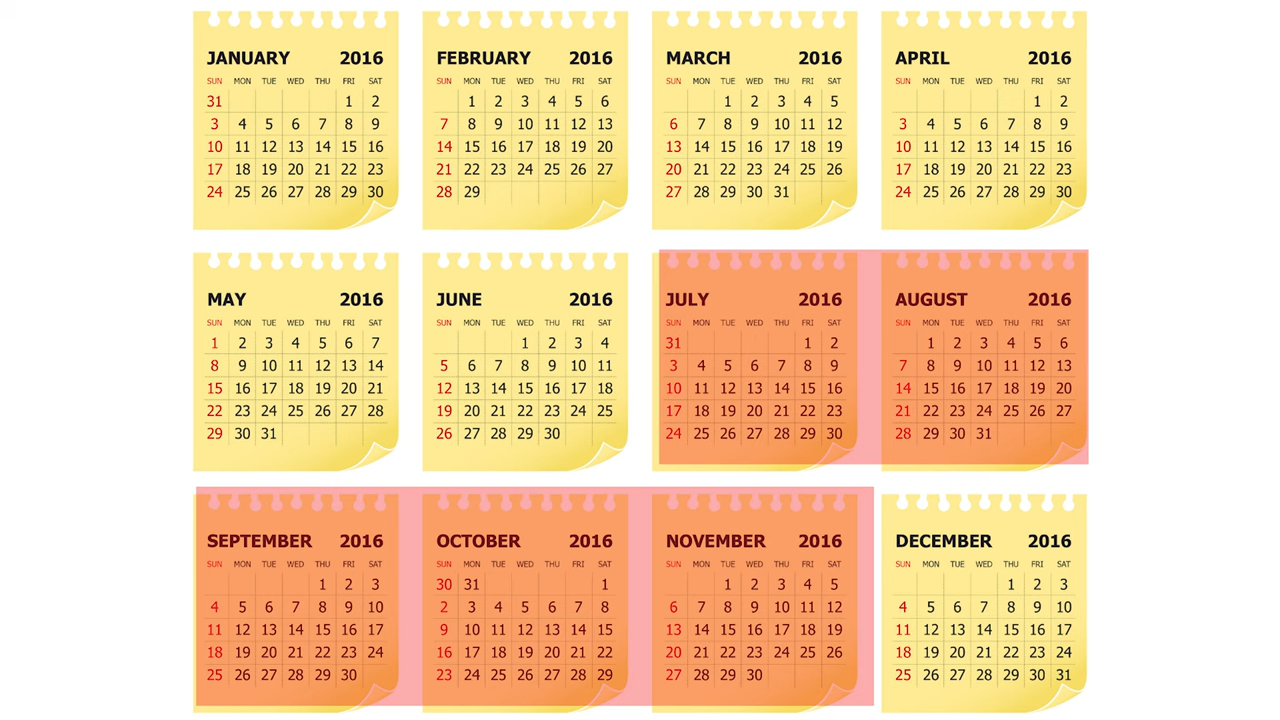 JANUARY 2016
SUN MON TUE WED THU FRI SAT
31 1 2
3 4 5 6 7 8 9
10 11 12 13 14 15 16
17 18 19 20 21 22 23
24 25 26 27 28 29 30
FEBRUARY 2016
SUN MON TUE WED THU FRI SAT
1 2 3 4 5 6
7 8 9 10 11 12 13
14 15 16 17 18 19 20
21 22 23 24 25 26 27
28 29
MARCH 2016
SUN MON TUE WED THU FRI SAT
1 2 3 4 5
6 7 8 9 10 11 12
13 14 15 16 17 18 19
20 21 22 23 24 25 26
27 28 29 30 31
APRIL 2016
SUN MON TUE WED THU FRI SAT
1 2
3 4 5 6 7 8 9
10 11 12 13 14 15 16
17 18 19 20 21 22 23
24 25 26 27 28 29 30
MAY 2016
SUN MON TUE WED THU FRI SAT
1 2 3 4 5 6 7
8 9 10 11 12 13 14
15 16 17 18 19 20 21
22 23 24 25 26 27 28
29 30 31
JUNE 2016
SUN MON TUE WED THU FRI SAT
1 2 3 4
5 6 7 8 9 10 11
12 13 14 15 16 17 18
19 20 21 22 23 24 25
26 27 28 29 30
JULY 2016
SUN MON TUE WED THU FRI SAT
31 1 2
3 4 5 6 7 8 9
10 11 12 13 14 15 16
17 18 19 20 21 22 23
24 25 26 27 28 29 30
AUGUST 2016
SUN MON TUE WED THU FRI SAT
1 2 3 4 5 6
7 8 9 10 11 12 13
14 15 16 17 18 19 20
21 22 23 24 25 26 27
28 29 30 31
SEPTEMBER 2016
SUN MON TUE WED THU FRI SAT
1 2 3
4 5 6 7 8 9 10
11 12 13 14 15 16 17
18 19 20 21 22 23 24
25 26 27 28 29 30
OCTOBER 2016
SUN MON TUE WED THU FRI SAT
30 31 1
2 3 4 5 6 7 8
9 10 11 12 13 14 15
16 17 18 19 20 21 22
23 24 25 26 27 28 29
NOVEMBER 2016
SUN MON TUE WED THU FRI SAT
1 2 3 4 5
6 7 8 9 10 11 12
13 14 15 16 17 18 19
20 21 22 23 24 25 26
27 28 29 30
DECEMBER 2016
SUN MON TUE WED THU FRI SAT
1 2 3
4 5 6 7 8 9 10
11 12 13 14 15 16 17
18 19 20 21 22 23 24
25 26 27 28 29 30 31